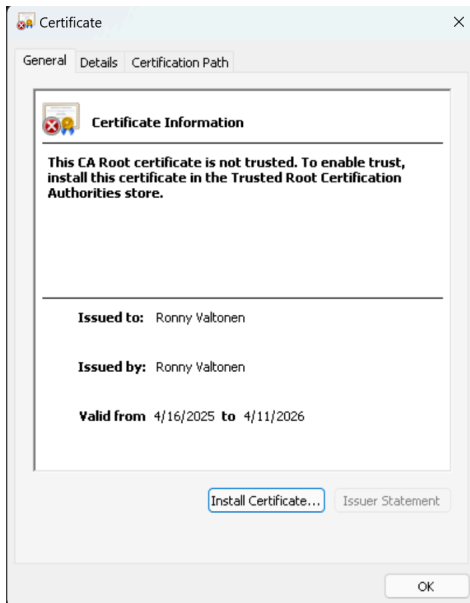 Certificate
General Details Certification Path
Certificate Information
This CA Root certificate is not trusted. To enable trust,
install this certificate in the Trusted Root Certification
Authorities store.
Issued to: Ronny Valtonen
Issued by: Ronny Valtonen
Valid from 4/16/2025 to 4/11/2026
Install Certificate... Issuer Statement
OK